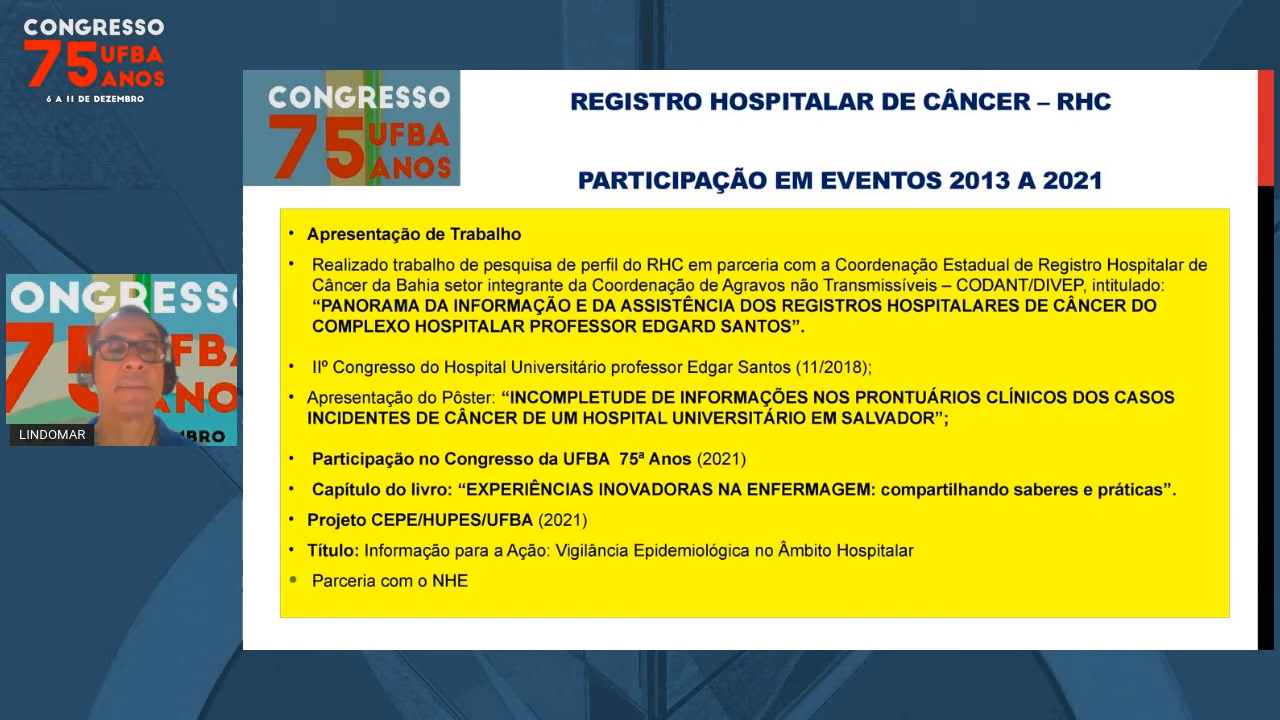 CONGRESSO
75 UFBA
ANOS
6 A 11 DE DEZEMBRO
CONGRESSO
75 UFBA
ANOS
REGISTRO HOSPITALAR DE CÂNCER – RHC
PARTICIPAÇÃO EM EVENTOS 2013 A 2021
• Apresentação de Trabalho
• Realizado trabalho de pesquisa de perfil do RHC em parceria com a Coordenação Estadual de Registro Hospitalar de
Câncer da Bahia setor integrante da Coordenação de Agravos não Transmissíveis – CODANT/DIVEP, intitulado:
“PANORAMA DA INFORMAÇÃO E DA ASSISTÊNCIA DOS REGISTROS HOSPITALARES DE CÂNCER DO
COMPLEXO HOSPITALAR PROFESSOR EDGARD SANTOS”.
• IIº Congresso do Hospital Universitário professor Edgar Santos (11/2018);
• Apresentação do Pôster: “INCOMPLETUDE DE INFORMAÇÕES NOS PRONTUÁRIOS CLÍNICOS DOS CASOS
INCIDENTES DE CÂNCER DE UM HOSPITAL UNIVERSITÁRIO EM SALVADOR”;
• Participação no Congresso da UFBA 75ª Anos (2021)
• Capítulo do livro: “EXPERIÊNCIAS INOVADORAS NA ENFERMAGEM: compartilhando saberes e práticas”.
• Projeto CEPE/HUPES/UFBA (2021)
• Título: Informação para a Ação: Vigilância Epidemiológica no Âmbito Hospitalar
• Parceria com o NHE
ONGRESS
75 FBA
ANO
BRO
LINDOMAR